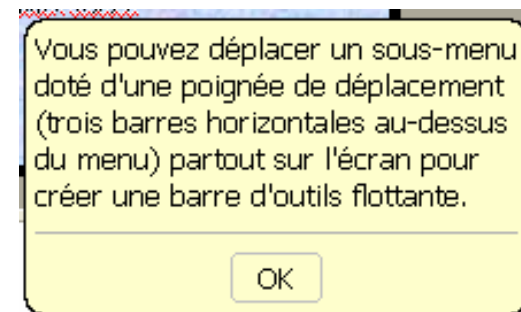 Vous pouvez déplacer un sous-menu
doté d'une poignée de déplacement
(trois barres horizontales au-dessus
du menu) partout sur l'écran pour
créer une barre d'outils flottante.
OK